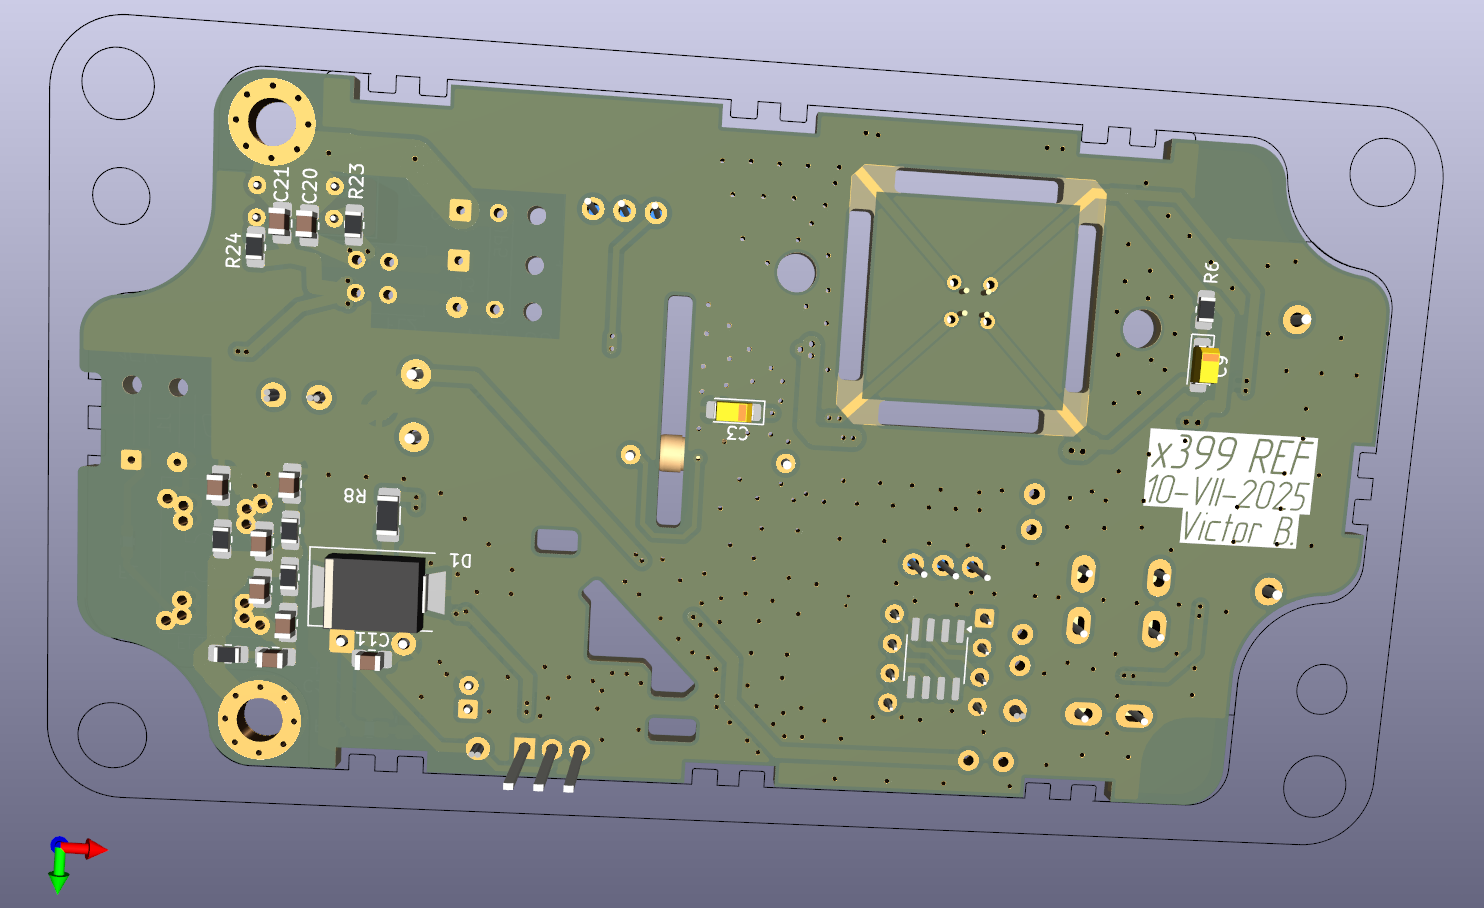 C21
C20
R23
R24
R6
C9
C3
x399 REF
10-VII-2025
Victor B.
R8
D1
C11